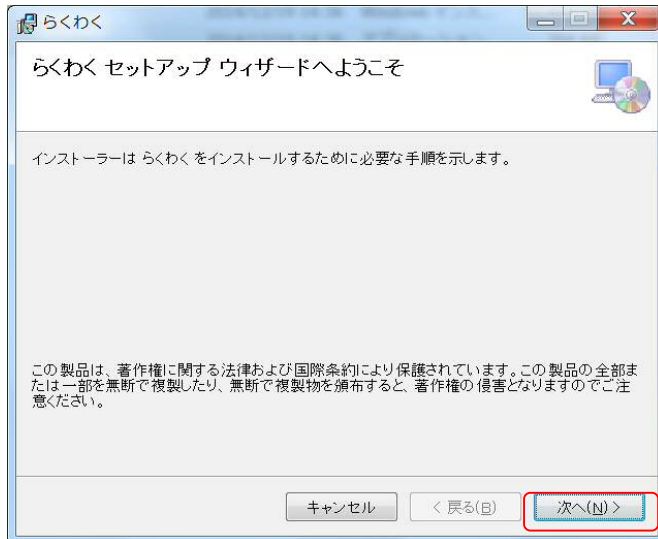 らくわく
らくわく セットアップ ウィザードへようこそ
インストーラーは らくわく をインストールするために必要な手順を示します。
この製品は、著作権に関する法律および国際条約により保護されています。この製品の全部ま
たは一部を無断で複製したり、無断で複製物を頒布すると、著作権の侵害となりますのでご注
意ください。
キャンセル
< 戻る(B)
次へ(N) >